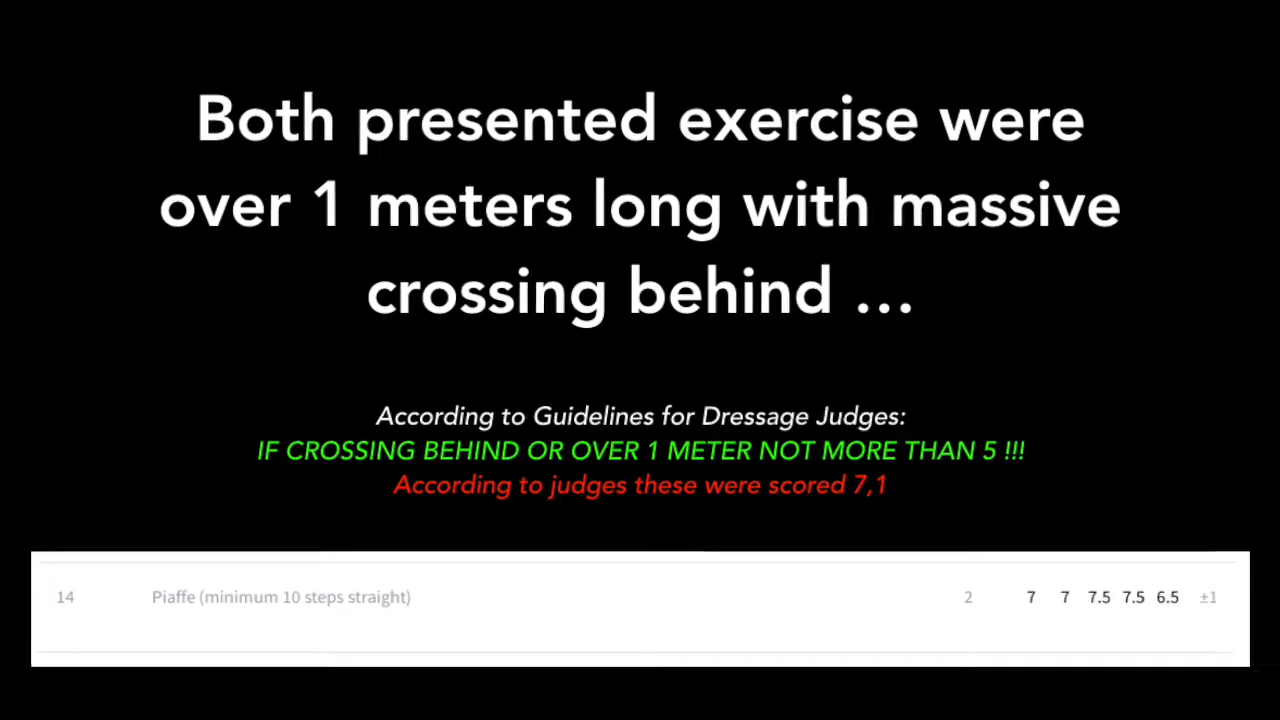 Both presented exercise were
over 1 meters long with massive
crossing behind ...
According to Guidelines for Dressage Judges:
IF CROSSING BEHIND OR OVER 1 METER NOT MORE THAN 5 !!!
According to judges these were scored 7,1
14 Piaffe (minimum 10 steps straight) 2 7 7 7.5 7.5 6.5 ±1